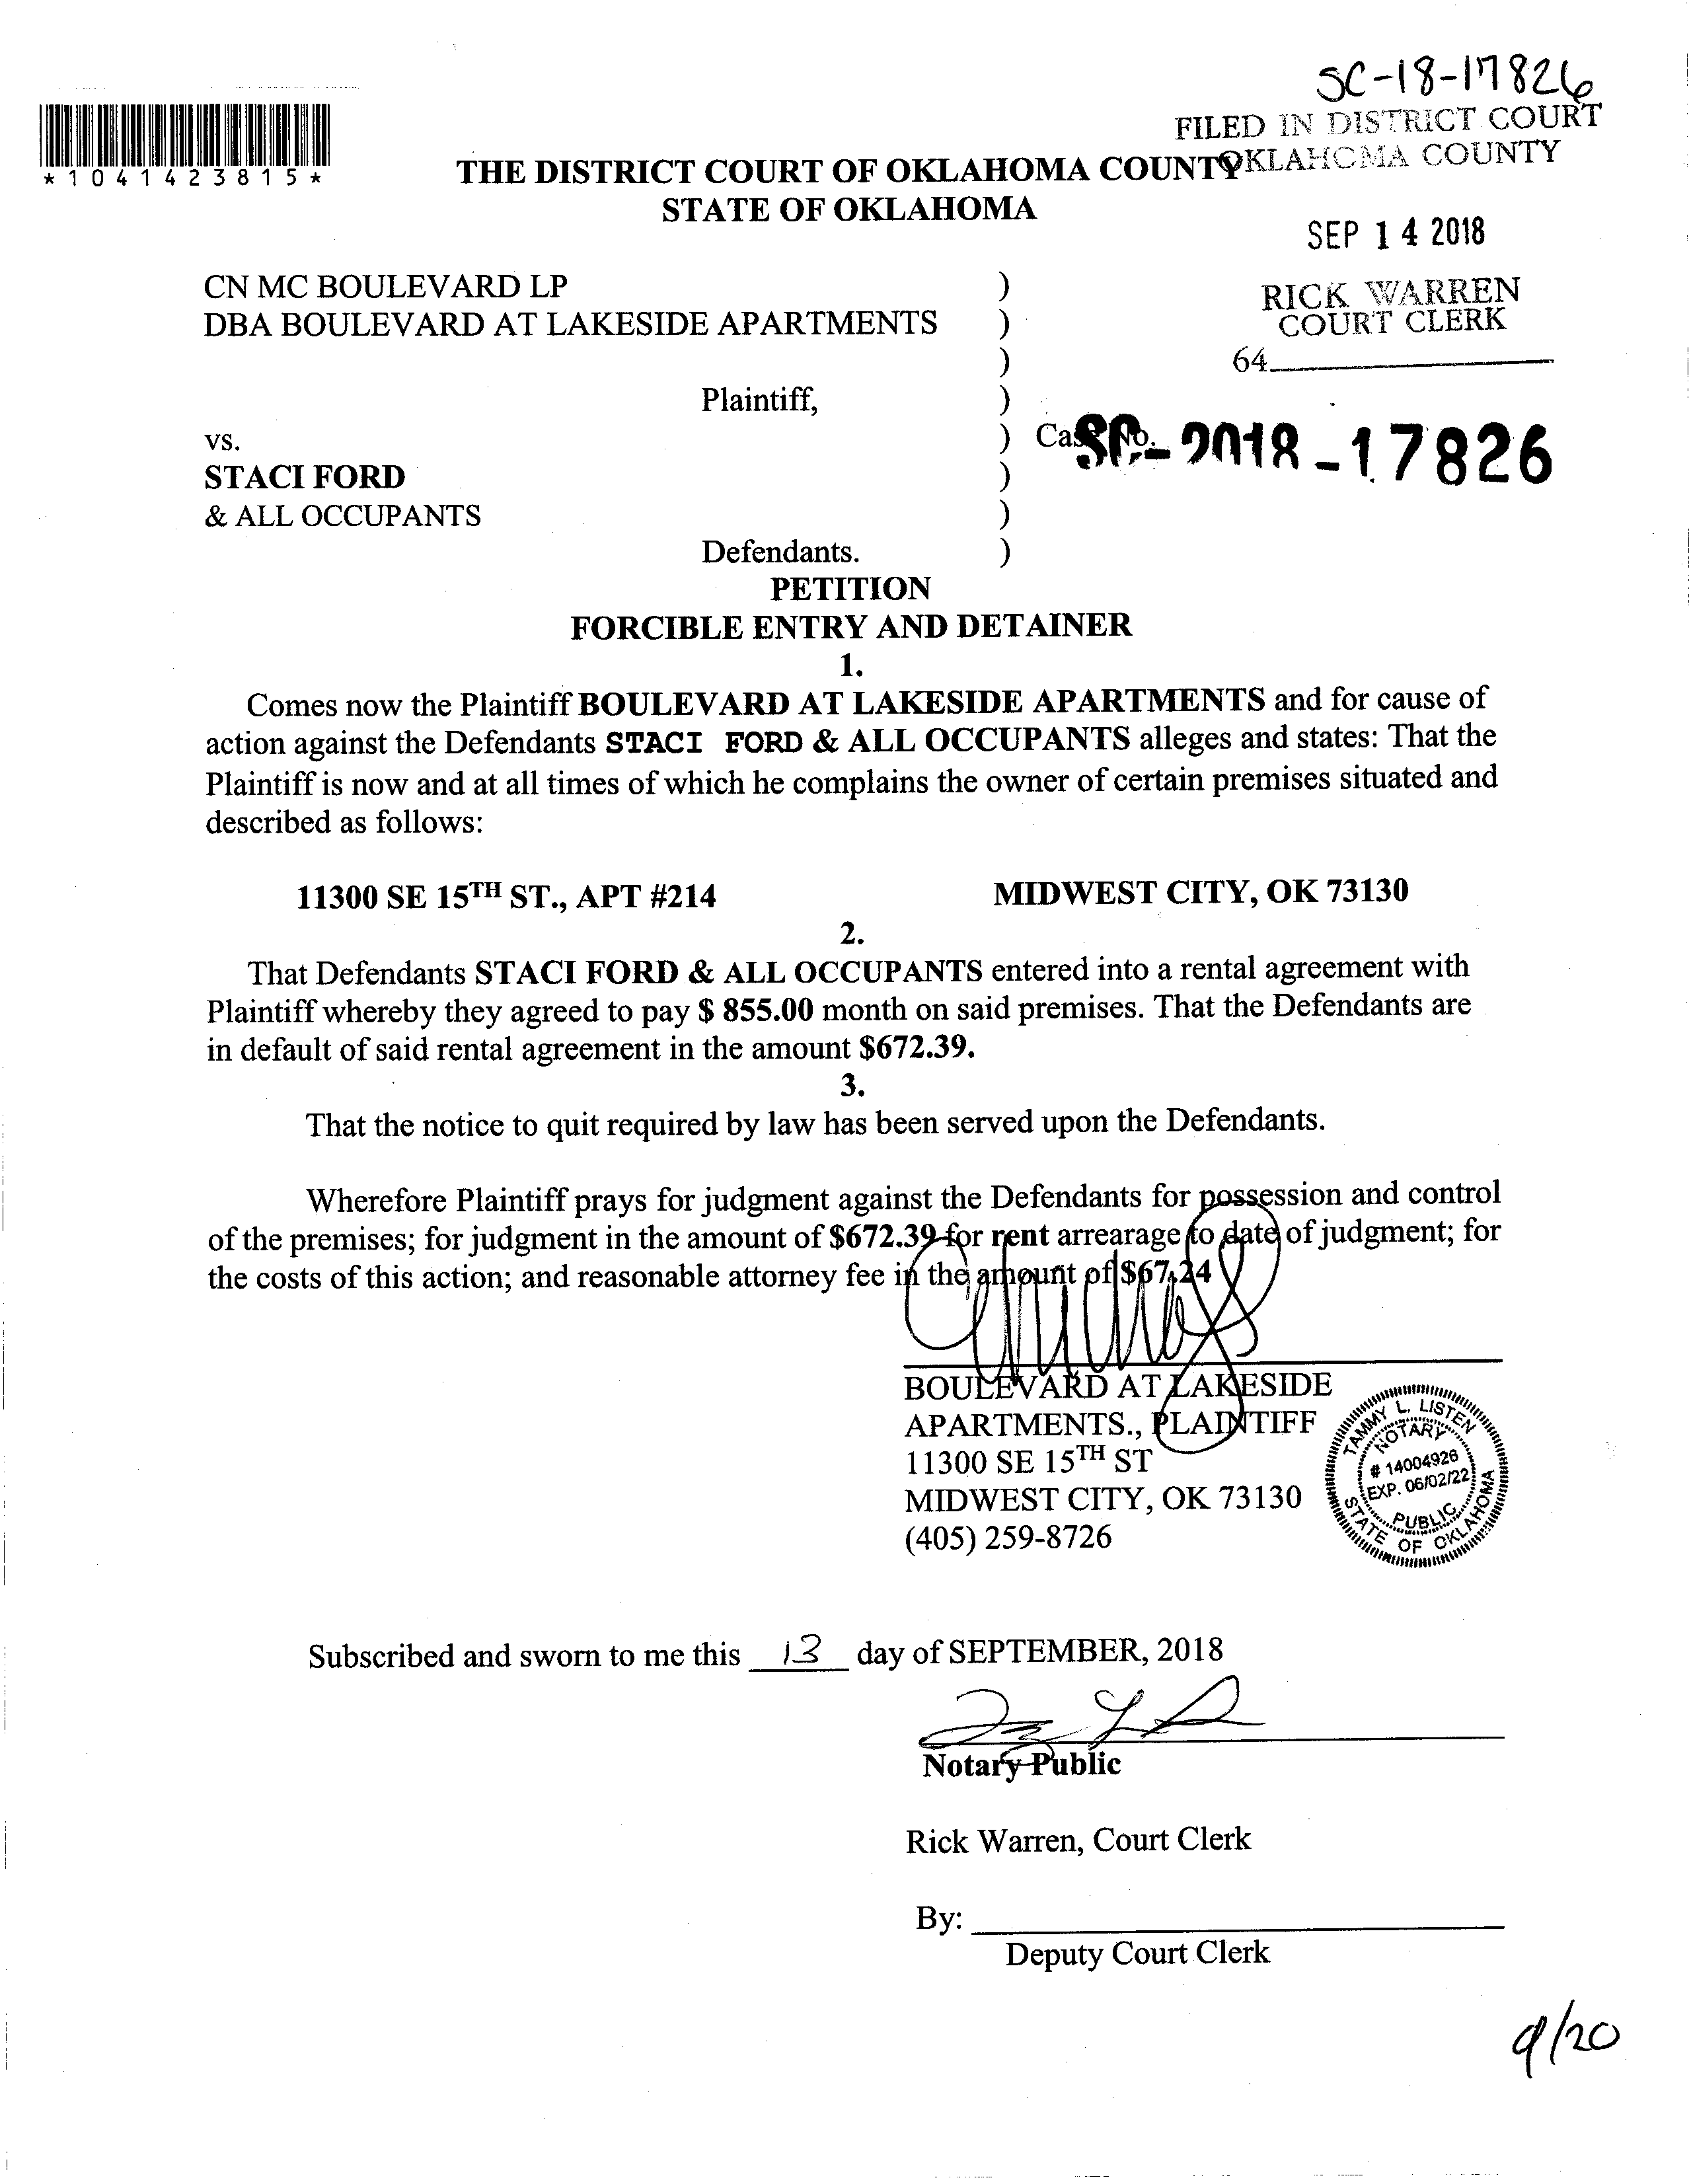 SC-18-17826
FILED IN DISTRICT COURT
OKLAHOMA COUNTY
*1041423815*
THE DISTRICT COURT OF OKLAHOMA COUNTY
STATE OF OKLAHOMA
SEP 14 2018
CN MC BOULEVARD LP )
DBA BOULEVARD AT LAKESIDE APARTMENTS )
RICK WARREN
COURT CLERK
)
64
Plaintiff, )
vs. ) Case No. SC-2018-17826
STACI FORD )
& ALL OCCUPANTS )
Defendants. )
PETITION
FORCIBLE ENTRY AND DETAINER
1.
Comes now the Plaintiff BOULEVARD AT LAKESIDE APARTMENTS and for cause of
action against the Defendants STACI FORD & ALL OCCUPANTS alleges and states: That the
Plaintiff is now and at all times of which he complains the owner of certain premises situated and
described as follows:
11300 SE 15TH ST., APT #214 MIDWEST CITY, OK 73130
2.
That Defendants STACI FORD & ALL OCCUPANTS entered into a rental agreement with
Plaintiff whereby they agreed to pay $ 855.00 month on said premises. That the Defendants are
in default of said rental agreement in the amount $672.39.
3.
That the notice to quit required by law has been served upon the Defendants.
Wherefore Plaintiff prays for judgment against the Defendants for possession and control
of the premises; for judgment in the amount of $672.39 for rent arrearage to date of judgment; for
the costs of this action; and reasonable attorney fee in the amount of $67.24
BOULEVARD AT LAKESIDE
APARTMENTS., PLAINTIFF
11300 SE 15TH ST
MIDWEST CITY, OK 73130
(405) 259-8726
TAMMY L. LISTEN
NOTARY
# 14004926
EXP. 06/02/22
PUBLIC
STATE OF OKLAHOMA
Subscribed and sworn to me this 13 day of SEPTEMBER, 2018
Notary Public
Rick Warren, Court Clerk
By:
Deputy Court Clerk
9/20